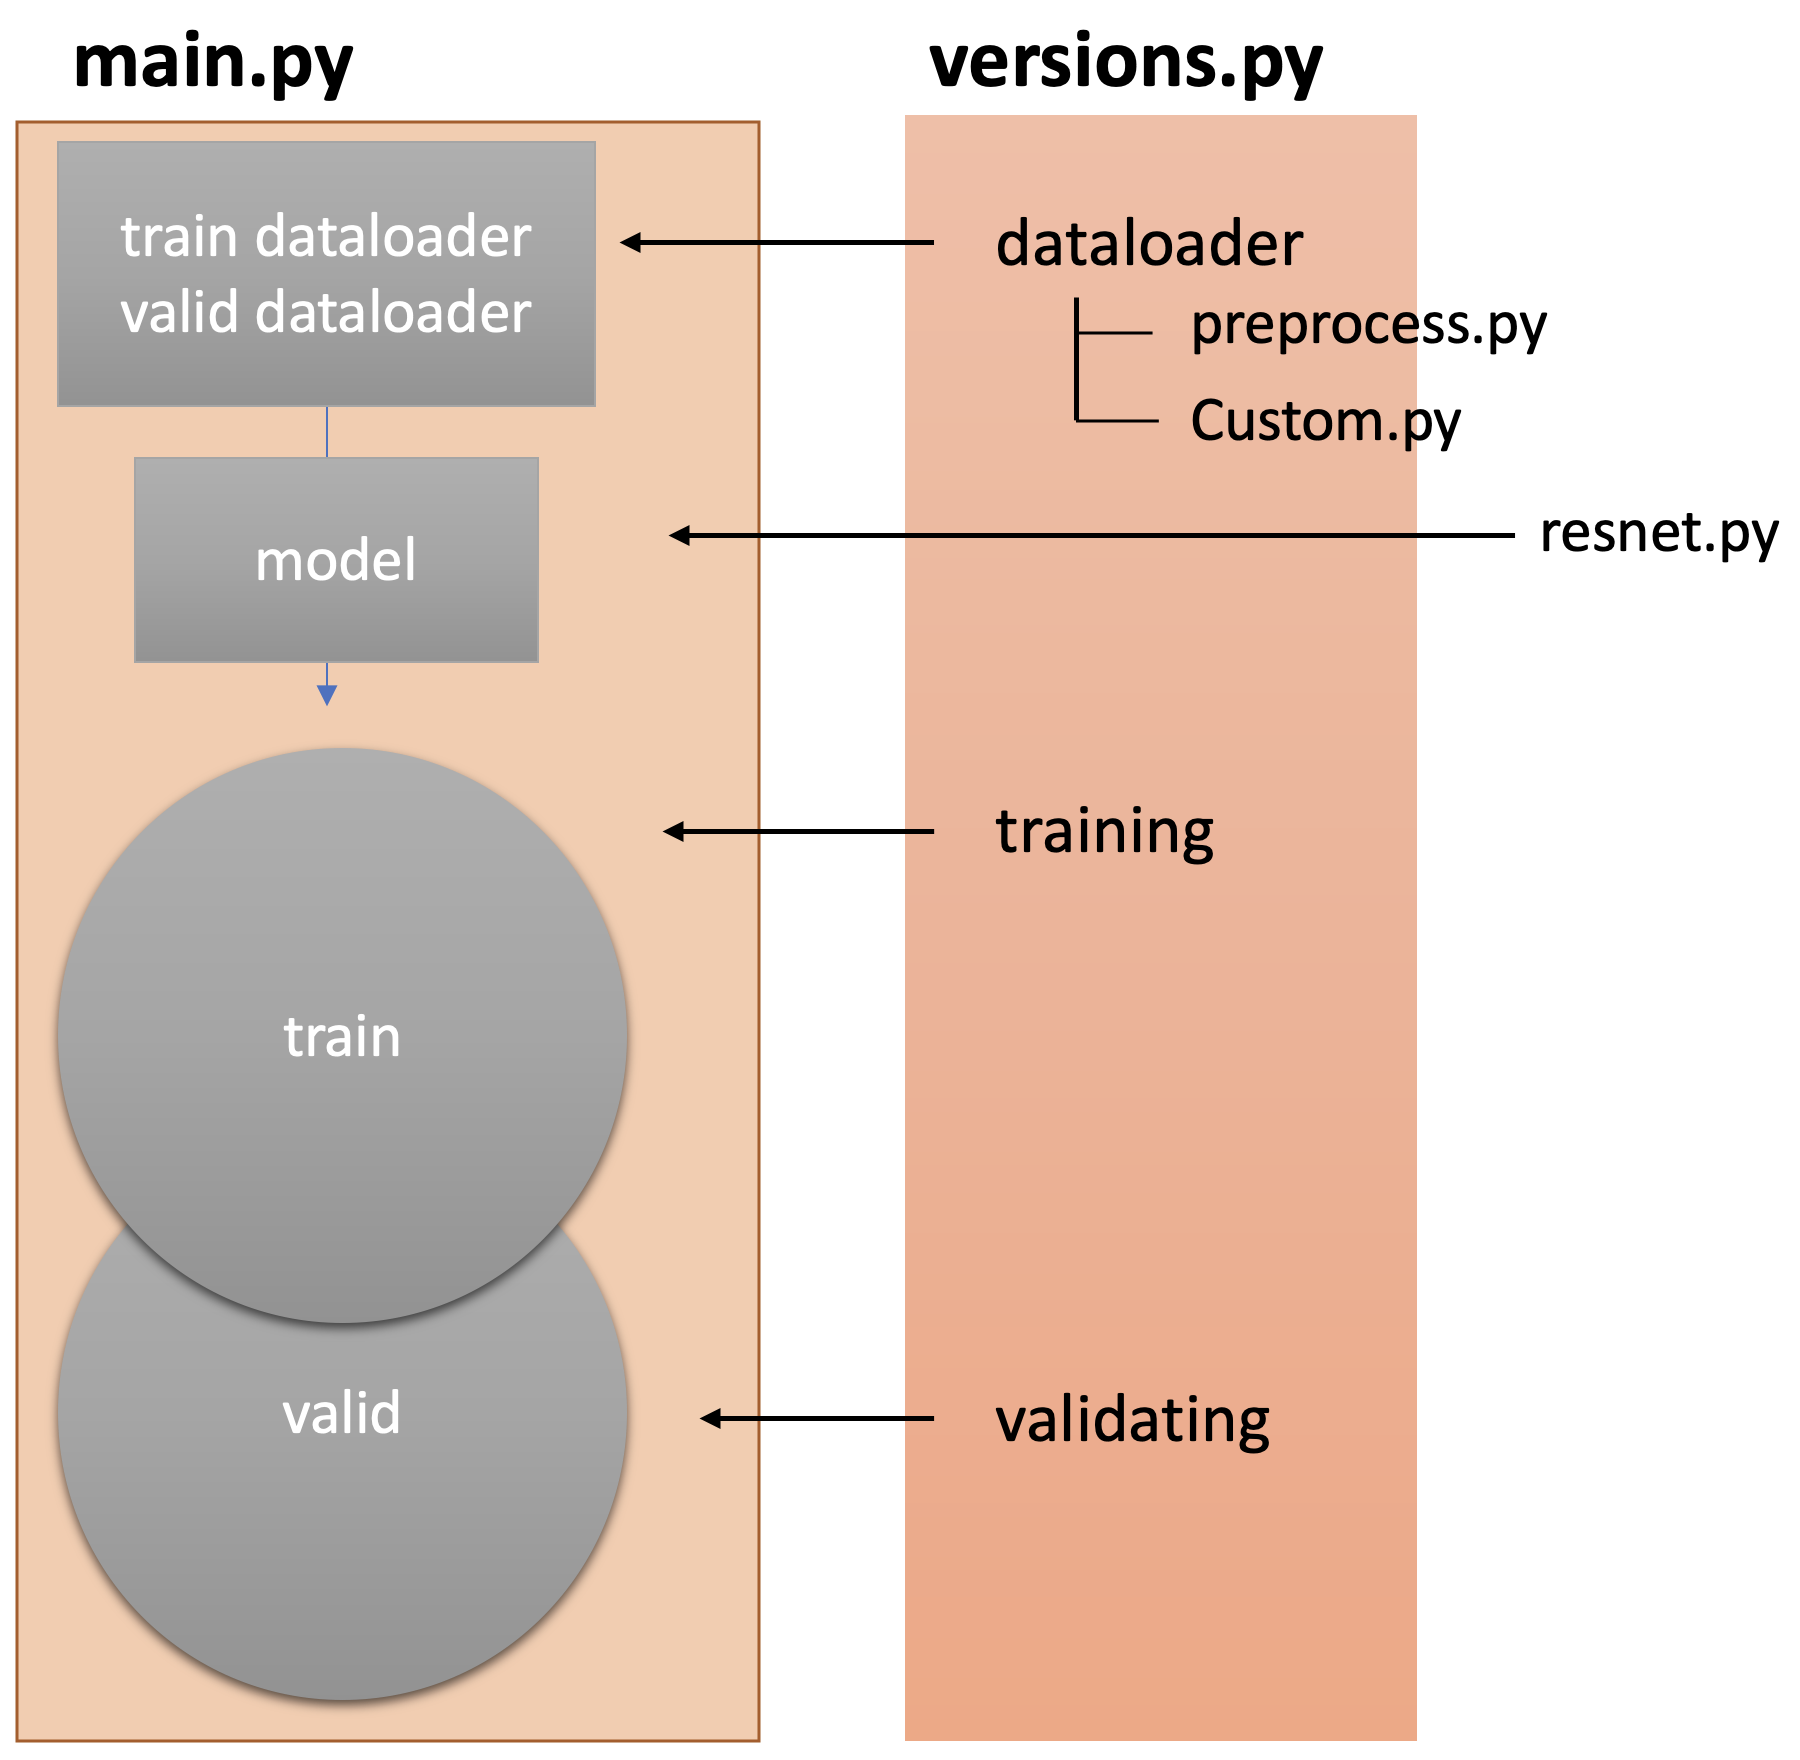 main.py
train dataloader
valid dataloader
model
train
valid
versions.py
dataloader
preprocess.py
Custom.py
resnet.py
training
validating